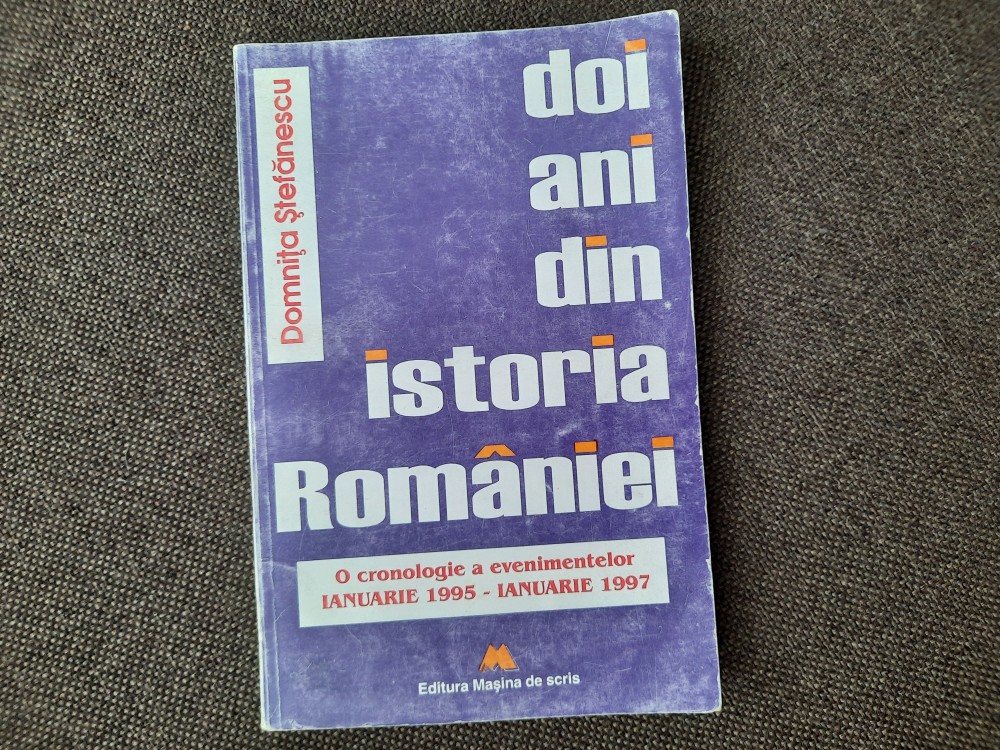 Domnița Ștefănescu
doi
ani
din
istoria
României
O cronologie a evenimentelor
IANUARIE 1995 - IANUARIE 1997
Editura Mașina de scris